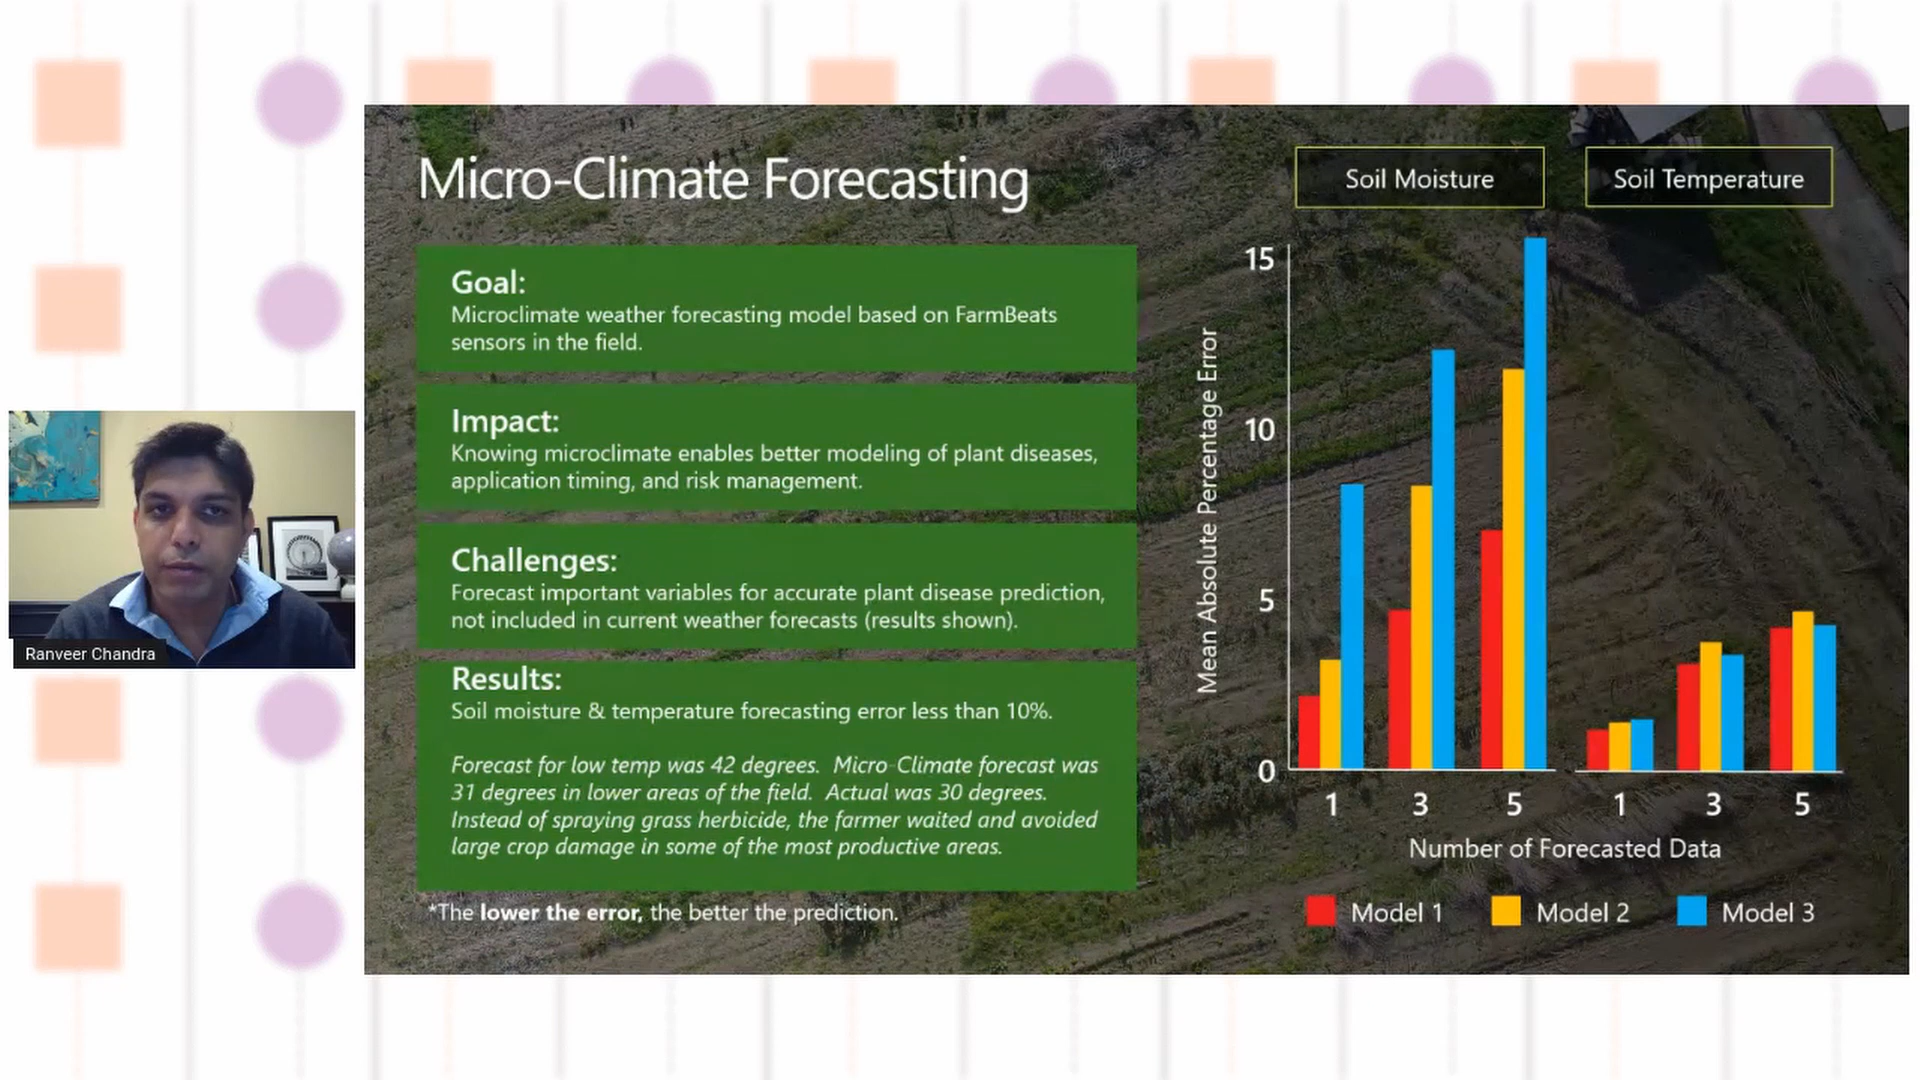 Micro-Climate Forecasting
Goal:
Microclimate weather forecasting model based on FarmBeats
sensors in the field.
Impact:
Knowing microclimate enables better modeling of plant diseases,
application timing, and risk management.
Challenges:
Forecast important variables for accurate plant disease prediction,
not included in current weather forecasts (results shown).
Results:
Soil moisture & temperature forecasting error less than 10%.
Forecast for low temp was 42 degrees. Micro-Climate forecast was
31 degrees in lower areas of the field. Actual was 30 degrees.
Instead of spraying grass herbicide, the farmer waited and avoided
large crop damage in some of the most productive areas.
*The lower the error, the better the prediction.
Soil Moisture
Soil Temperature
Mean Absolute Percentage Error
15
10
5
0
1 3 5 1 3 5
Number of Forecasted Data
Model 1 Model 2 Model 3
Ranveer Chandra